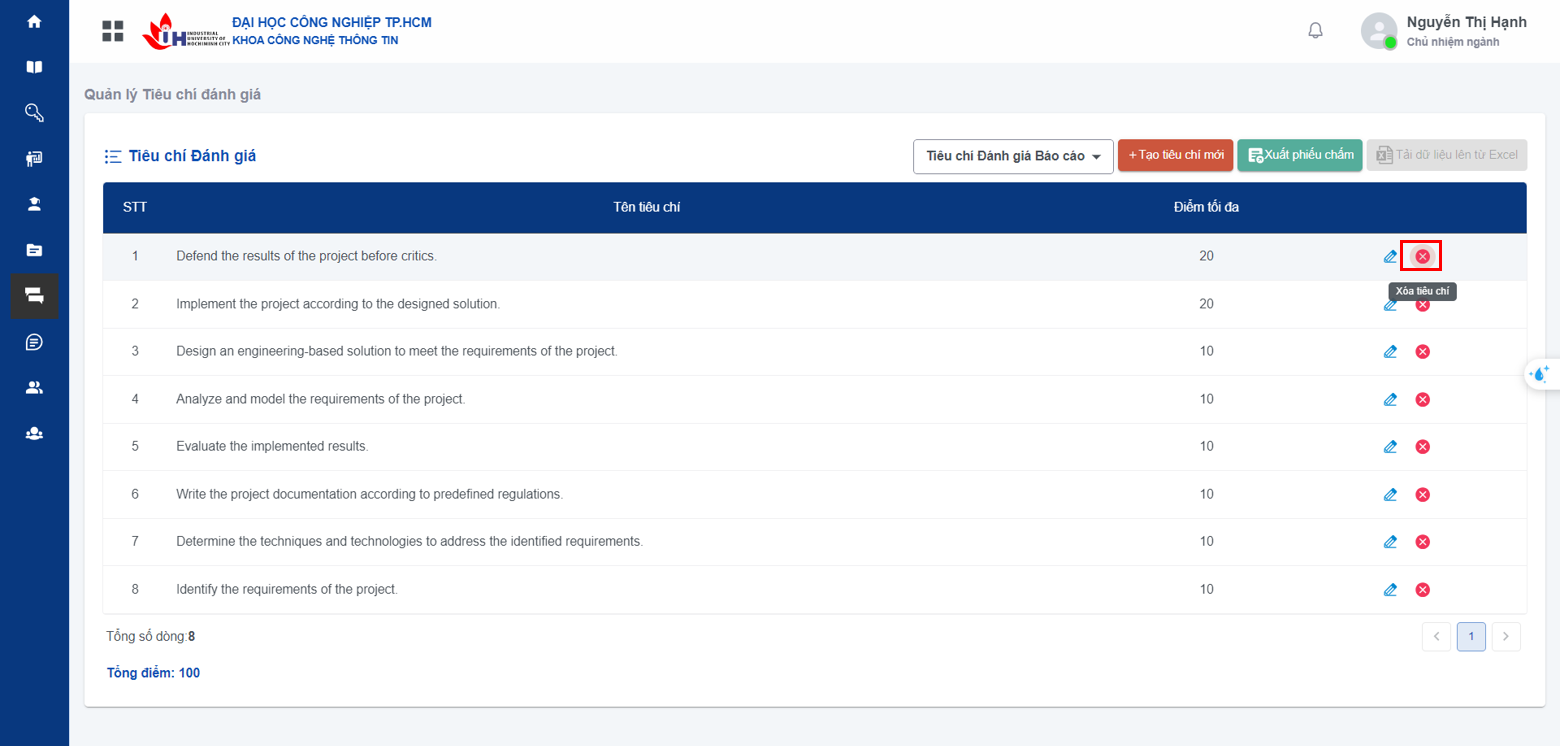 ĐẠI HỌC CÔNG NGHIỆP TP.HCM
INDUSTRIAL
UNIVERSITY OF
HOCHIMINH CITY
KHOA CÔNG NGHỆ THÔNG TIN
Nguyễn Thị Hạnh
Chủ nhiệm ngành
Quản lý Tiêu chí đánh giá
Tiêu chí Đánh giá
Tiêu chí Đánh giá Báo cáo
+ Tạo tiêu chí mới
Xuất phiếu chấm
Tải dữ liệu lên từ Excel
STT Tên tiêu chí Điểm tối đa
1 Defend the results of the project before critics. 20
Xóa tiêu chí
2 Implement the project according to the designed solution. 20
3 Design an engineering-based solution to meet the requirements of the project. 10
4 Analyze and model the requirements of the project. 10
5 Evaluate the implemented results. 10
6 Write the project documentation according to predefined regulations. 10
7 Determine the techniques and technologies to address the identified requirements. 10
8 Identify the requirements of the project. 10
Tổng số dòng:8
1
Tổng điểm: 100